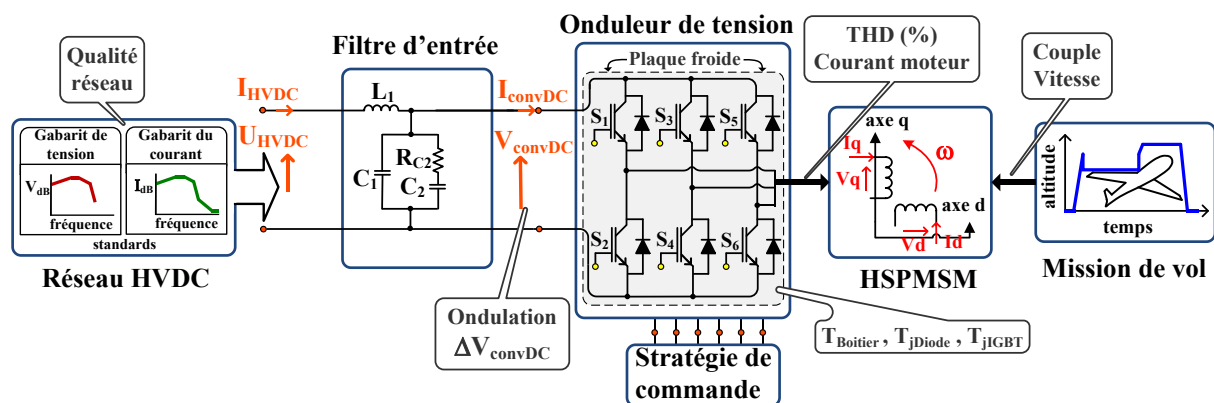 Qualité
réseau
Gabarit de
tension
Gabarit du
courant
V_dB
I_dB
fréquence
fréquence
standards
Réseau HVDC
I_HVDC
U_HVDC
Filtre d'entrée
L_1
C_1
R_C2
C_2
I_convDC
V_convDC
Ondulation
ΔV_convDC
Onduleur de tension
Plaque froide
S_1
S_3
S_5
S_2
S_4
S_6
Stratégie de
commande
THD (%)
Courant moteur
axe q
Iq
Vq
ω
axe d
Vd
Id
HSPMSM
T_Boitier , T_jDiode , T_jIGBT
Couple
Vitesse
altitude
temps
Mission de vol